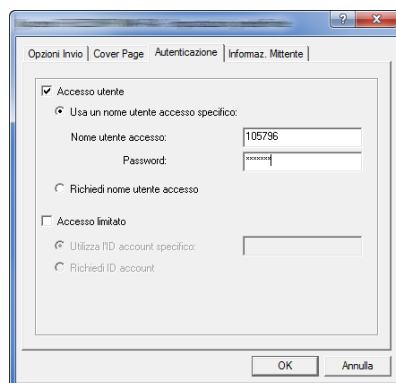 Opzioni Invio Cover Page Autenticazione Informaz. Mittente
Accesso utente
Usa un nome utente accesso specifico:
Nome utente accesso: 105796
Password: *******
Richiedi nome utente accesso
Accesso limitato
Utilizza l'ID account specifico:
Richiedi ID account
OK Annulla